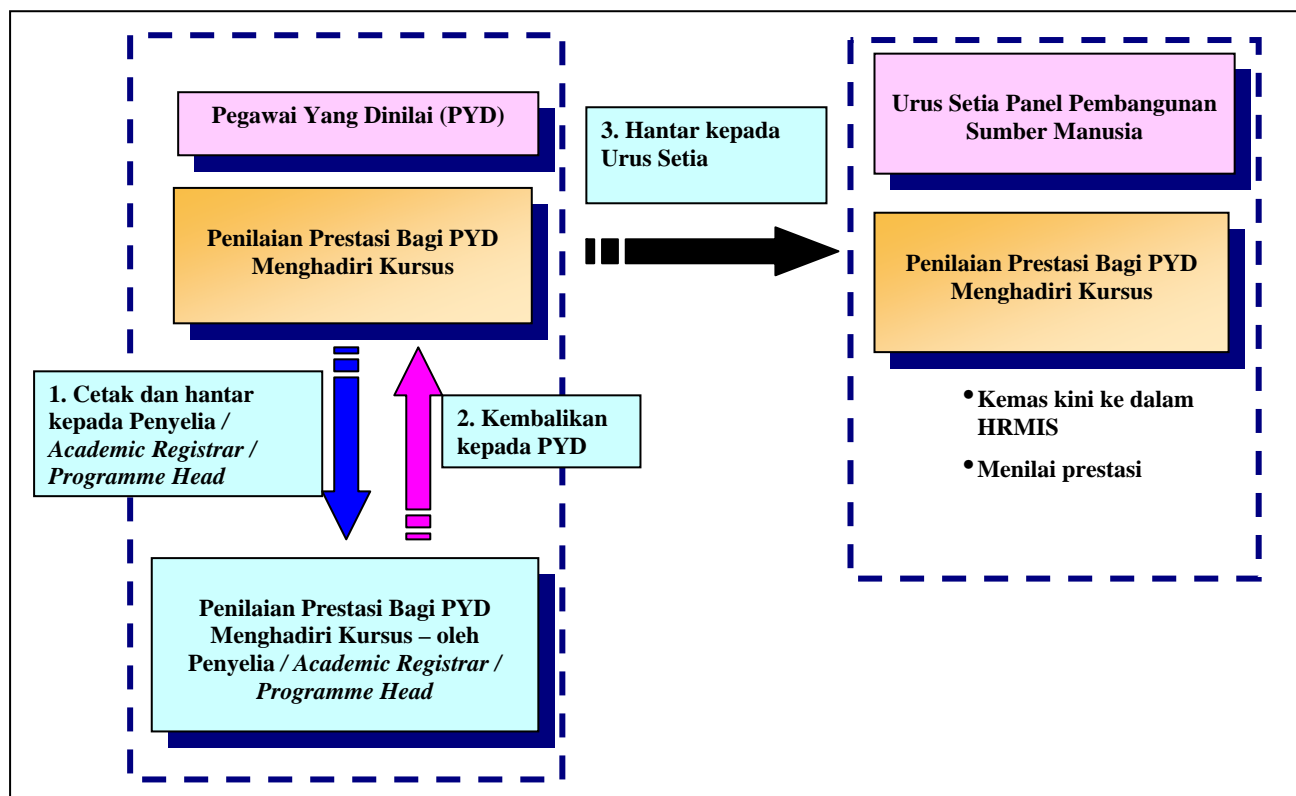 Pegawai Yang Dinilai (PYD)
Penilaian Prestasi Bagi PYD
Menghadiri Kursus
1. Cetak dan hantar
kepada Penyelia /
Academic Registrar /
Programme Head
2. Kembalikan
kepada PYD
Penilaian Prestasi Bagi PYD
Menghadiri Kursus – oleh
Penyelia / Academic Registrar /
Programme Head
3. Hantar kepada
Urus Setia
Urus Setia Panel Pembangunan
Sumber Manusia
Penilaian Prestasi Bagi PYD
Menghadiri Kursus
• Kemas kini ke dalam
HRMIS
• Menilai prestasi